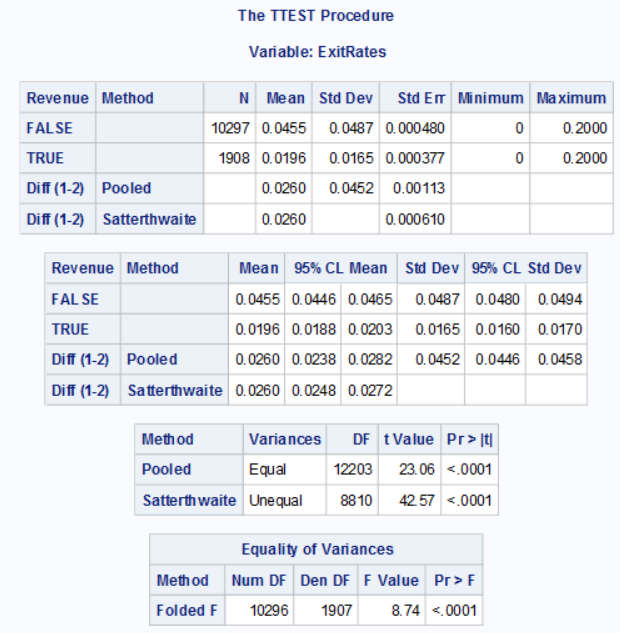 The TTEST Procedure
Variable: ExitRates
Revenue Method N Mean Std Dev Std Err Minimum Maximum
FALSE 10297 0.0455 0.0487 0.000480 0 0.2000
TRUE 1908 0.0196 0.0165 0.000377 0 0.2000
Diff (1-2) Pooled 0.0260 0.0452 0.00113
Diff (1-2) Satterthwaite 0.0260 0.000610
Revenue Method Mean 95% CL Mean Std Dev 95% CL Std Dev
FALSE 0.0455 0.0446 0.0465 0.0487 0.0480 0.0494
TRUE 0.0196 0.0188 0.0203 0.0165 0.0160 0.0170
Diff (1-2) Pooled 0.0260 0.0238 0.0282 0.0452 0.0446 0.0458
Diff (1-2) Satterthwaite 0.0260 0.0248 0.0272
Method Variances DF t Value Pr > |t|
Pooled Equal 12203 23.06 <.0001
Satterthwaite Unequal 8810 42.57 <.0001
Equality of Variances
Method Num DF Den DF F Value Pr > F
Folded F 10296 1907 8.74 <.0001